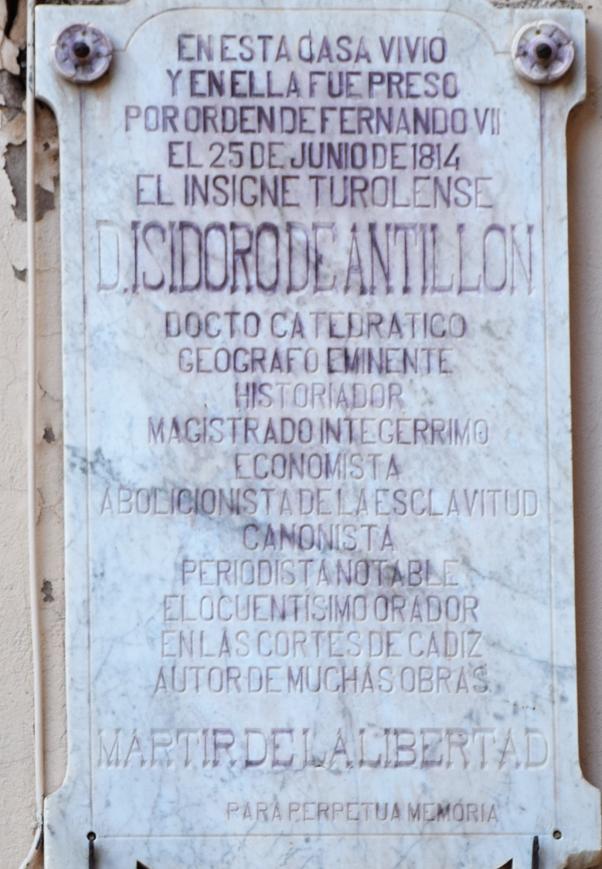 EN ESTA CASA VIVIO
Y EN ELLA FUE PRESO
POR ORDEN DE FERNANDO VII
EL 25 DE JUNIO DE 1814
EL INSIGNE TUROLENSE
D. ISIDORO DE ANTILLON
DOCTO CATEDRATICO
GEOGRAFO EMINENTE
HISTORIADOR
MAGISTRADO INTEGERRIMO
ECONOMISTA
ABOLICIONISTA DE LA ESCLAVITUD
CANONISTA
PERIODISTA NOTABLE
ELOCUENTÍSIMO ORADOR
EN LAS CORTES DE CADIZ
AUTOR DE MUCHAS OBRAS
MARTIR DE LA LIBERTAD
PARA PERPETUA MEMORIA